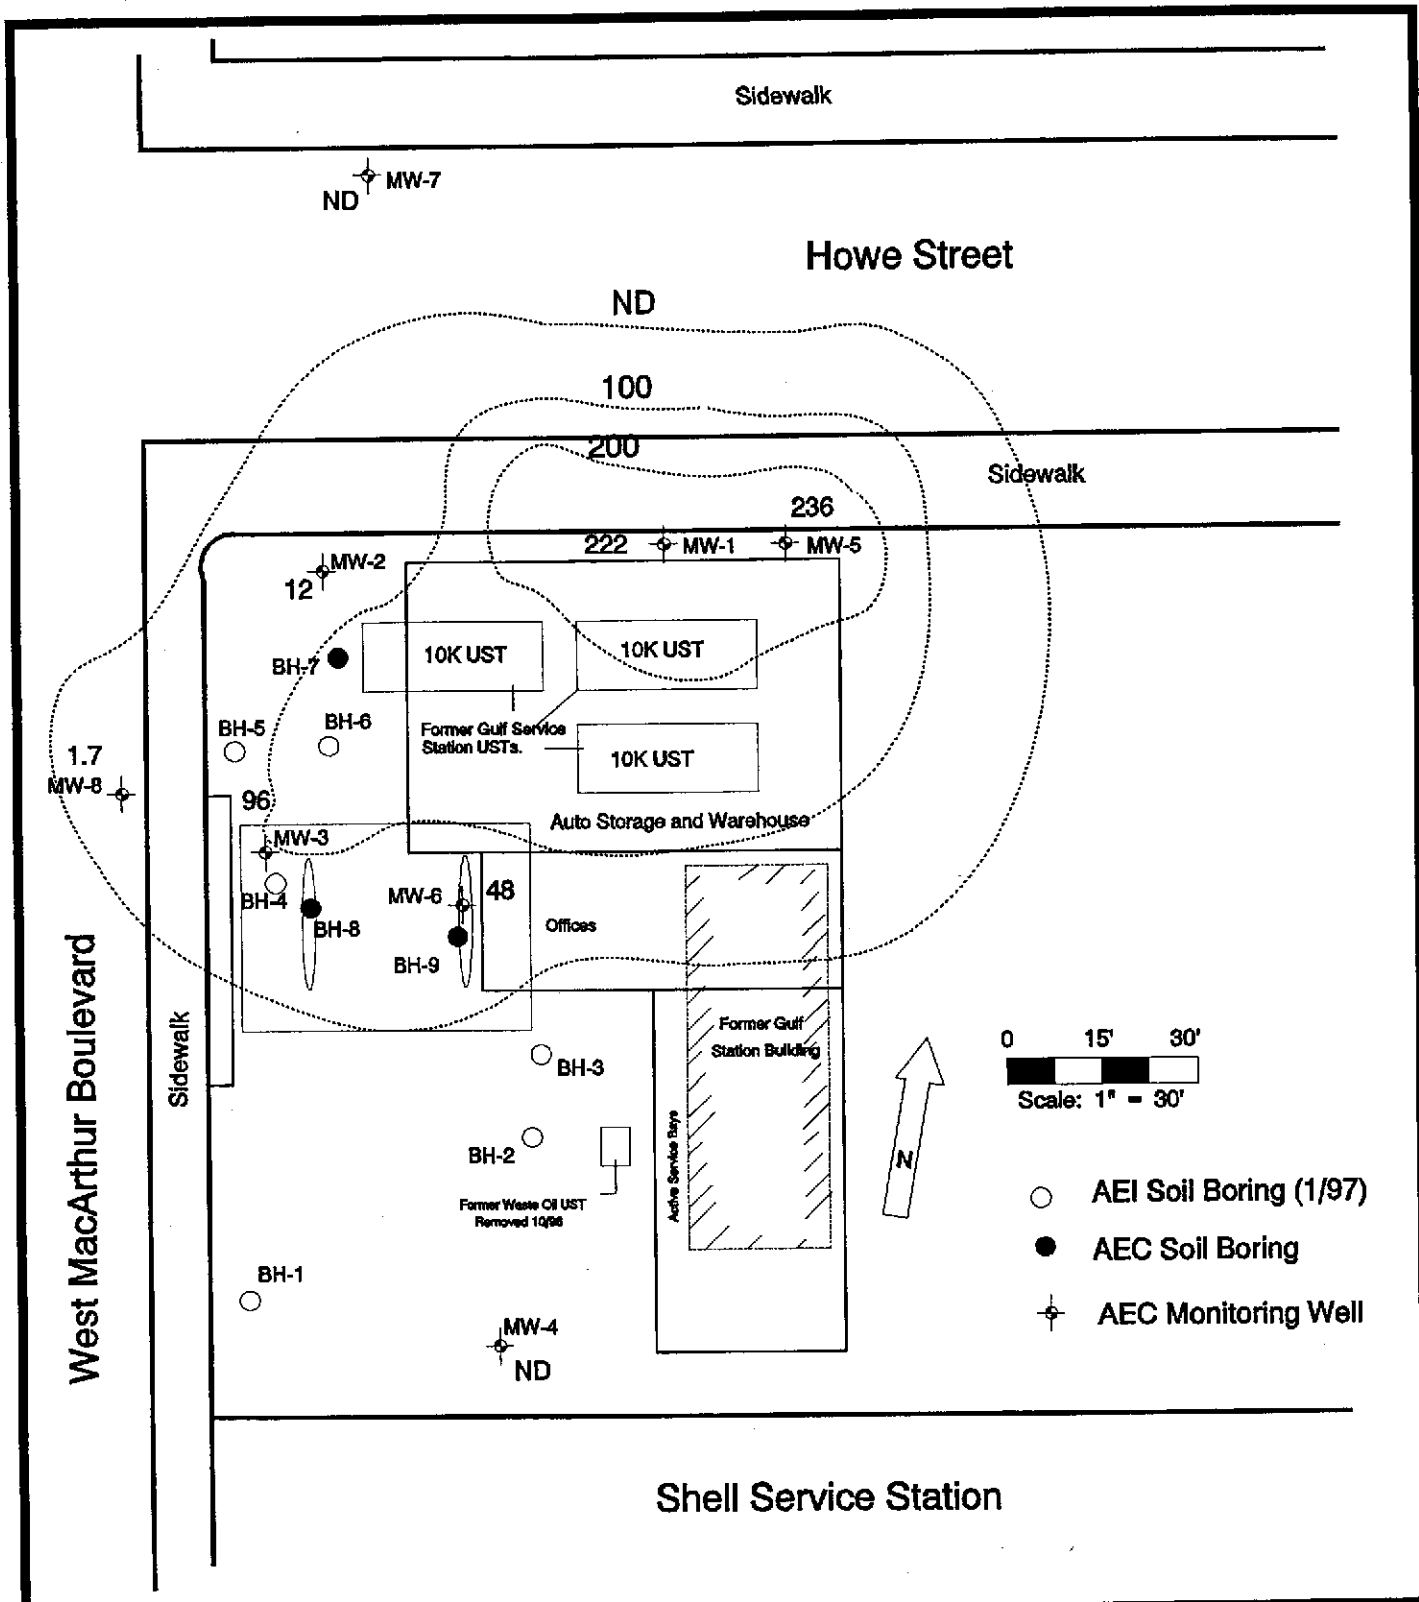 Sidewalk
MW-7
ND
Howe Street
ND
100
200
Sidewalk
236
222
MW-1
MW-5
MW-2
12
10K UST
10K UST
BH-7
BH-5
BH-6
Former Gulf Service
Station USTs.
10K UST
1.7
MW-8
96
Auto Storage and Warehouse
MW-3
BH-4
MW-6
48
BH-8
Offices
BH-9
West MacArthur Boulevard
Sidewalk
Former Gulf
Station Building
0 15' 30'
Scale: 1" = 30'
BH-3
BH-2
Active Service Bays
N
Former Waste Oil UST
Removed 10/96
AEI Soil Boring (1/97)
AEC Soil Boring
BH-1
AEC Monitoring Well
MW-4
ND
Shell Service Station